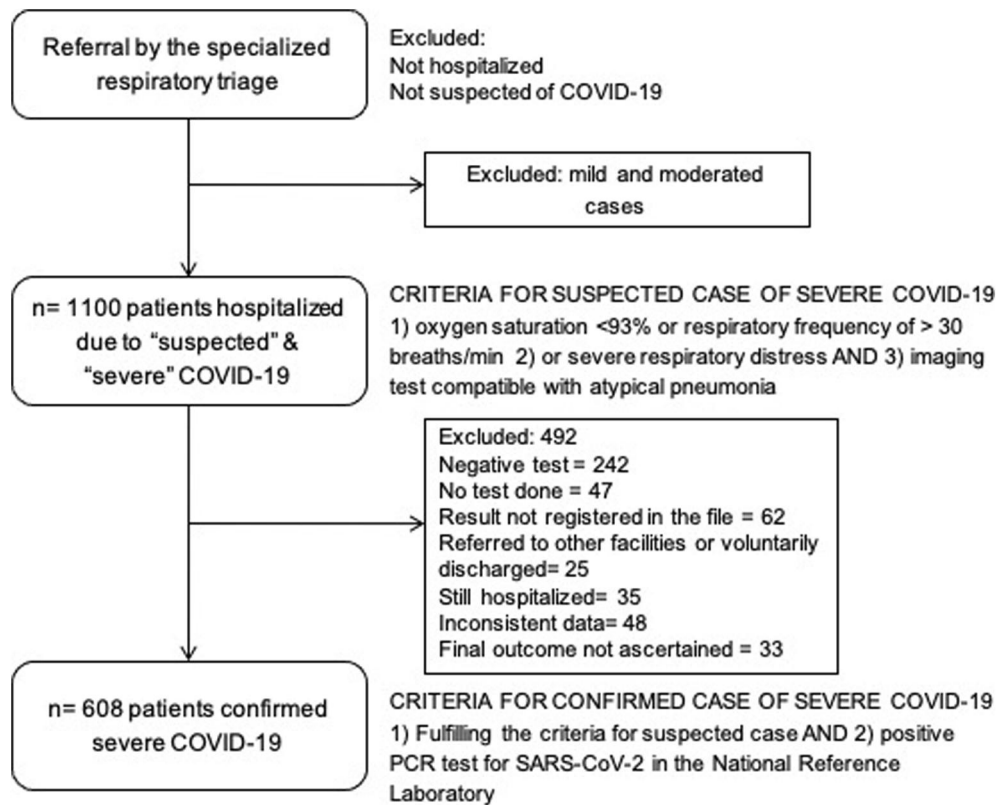 Referral by the specialized
respiratory triage
Excluded:
Not hospitalized
Not suspected of COVID-19
Excluded: mild and moderated
cases
n= 1100 patients hospitalized
due to “suspected” &
“severe” COVID-19
CRITERIA FOR SUSPECTED CASE OF SEVERE COVID-19
1) oxygen saturation <93% or respiratory frequency of > 30
breaths/min 2) or severe respiratory distress AND 3) imaging
test compatible with atypical pneumonia
Excluded: 492
Negative test = 242
No test done = 47
Result not registered in the file = 62
Referred to other facilities or voluntarily
discharged= 25
Still hospitalized= 35
Inconsistent data= 48
Final outcome not ascertained = 33
n= 608 patients confirmed
severe COVID-19
CRITERIA FOR CONFIRMED CASE OF SEVERE COVID-19
1) Fulfilling the criteria for suspected case AND 2) positive
PCR test for SARS-CoV-2 in the National Reference
Laboratory